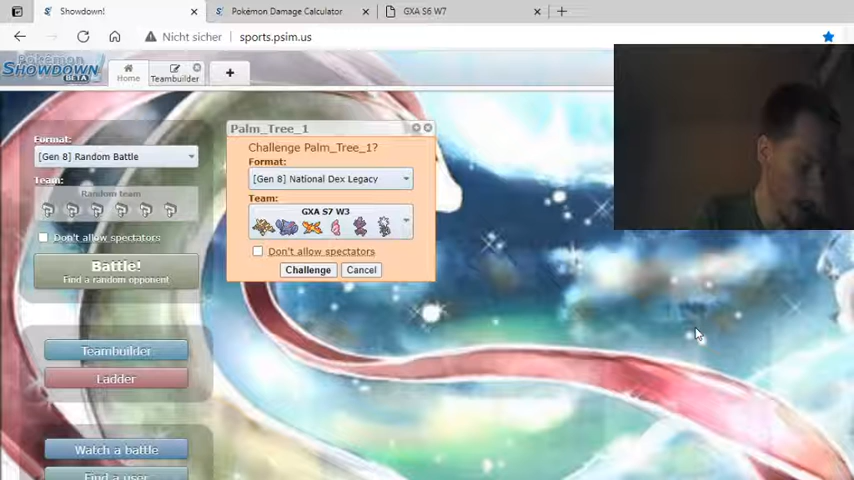 Showdown!
Pokémon Damage Calculator
GXA S6 W7
Nicht sicher
sports.psim.us
Pokémon
SHOWDOWN
BETA
Home
Teambuilder
Format:
[Gen 8] Random Battle
Team:
Random team
Don't allow spectators
Battle!
Find a random opponent
Teambuilder
Ladder
Watch a battle
Find a user
Palm_Tree_1
Challenge Palm_Tree_1?
Format:
[Gen 8] National Dex Legacy
Team:
GXA S7 W3
Don't allow spectators
Challenge
Cancel